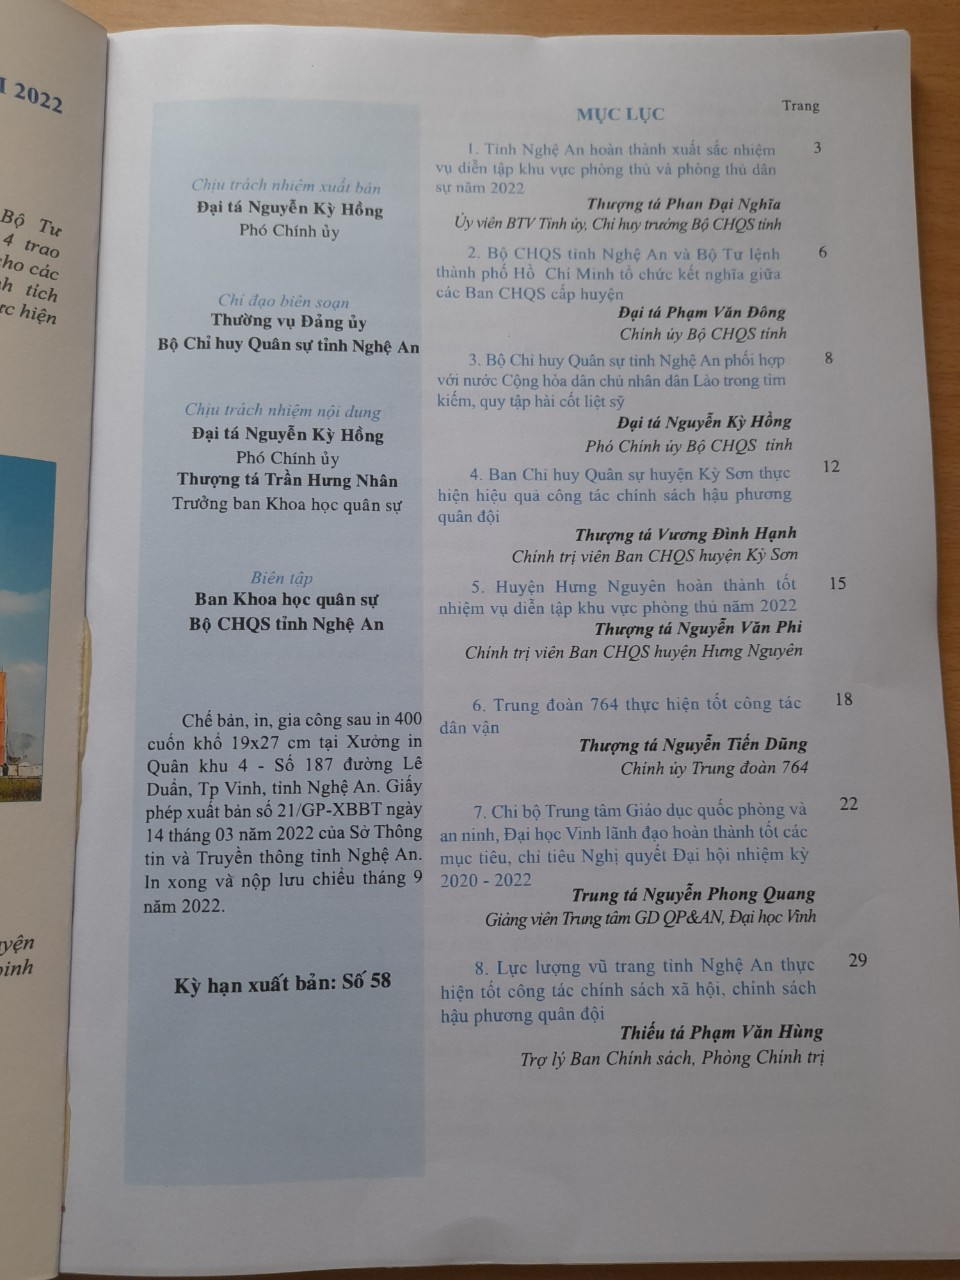 I 2022
Bộ Tư
4 trao
cho các
tích
hiện
Chịu trách nhiệm xuất bản
Đại tá Nguyễn Kỳ Hồng
Phó Chính ủy
Chỉ đạo biên soạn
Thường vụ Đảng ủy
Bộ Chỉ huy Quân sự tỉnh Nghệ An
Chịu trách nhiệm nội dung
Đại tá Nguyễn Kỳ Hồng
Phó Chính ủy
Thượng tá Trần Hưng Nhân
Trưởng ban Khoa học quân sự
Biên tập
Ban Khoa học quân sự
Bộ CHQS tỉnh Nghệ An
Chế bản, in, gia công sau in 400
cuốn khổ 19x27 cm tại Xưởng in
Quân khu 4 - Số 187 đường Lê
Duẩn, Tp Vinh, tỉnh Nghệ An. Giấy
phép xuất bản số 21/GP-XBBT ngày
14 tháng 03 năm 2022 của Sở Thông
tin và Truyền thông tỉnh Nghệ An.
In xong và nộp lưu chiểu tháng 9
năm 2022.
Kỳ hạn xuất bản: Số 58
MỤC LỤC
Trang
1. Tỉnh Nghệ An hoàn thành xuất sắc nhiệm 3
vụ diễn tập khu vực phòng thủ và phòng thủ dân
sự năm 2022
Thượng tá Phan Đại Nghĩa
Ủy viên BTV Tỉnh ủy, Chỉ huy trưởng Bộ CHQS tỉnh
2. Bộ CHQS tỉnh Nghệ An và Bộ Tư lệnh 6
thành phố Hồ Chí Minh tổ chức kết nghĩa giữa
các Ban CHQS cấp huyện
Đại tá Phạm Văn Đông
Chính ủy Bộ CHQS tỉnh
3. Bộ Chỉ huy Quân sự tỉnh Nghệ An phối hợp 8
với nước Cộng hòa dân chủ nhân dân Lào trong tìm
kiếm, quy tập hài cốt liệt sỹ
Đại tá Nguyễn Kỳ Hồng
Phó Chính ủy Bộ CHQS tỉnh
4. Ban Chỉ huy Quân sự huyện Kỳ Sơn thực 12
hiện hiệu quả công tác chính sách hậu phương
quân đội
Thượng tá Vương Đình Hạnh
Chính trị viên Ban CHQS huyện Kỳ Sơn
5. Huyện Hưng Nguyên hoàn thành tốt 15
nhiệm vụ diễn tập khu vực phòng thủ năm 2022
Thượng tá Nguyễn Văn Phi
Chính trị viên Ban CHQS huyện Hưng Nguyên
6. Trung đoàn 764 thực hiện tốt công tác 18
dân vận
Thượng tá Nguyễn Tiến Dũng
Chính ủy Trung đoàn 764
7. Chi bộ Trung tâm Giáo dục quốc phòng và 22
an ninh, Đại học Vinh lãnh đạo hoàn thành tốt các
mục tiêu, chỉ tiêu Nghị quyết Đại hội nhiệm kỳ
2020 - 2022
Trung tá Nguyễn Phong Quang
Giảng viên Trung tâm GD QP&AN, Đại học Vinh
8. Lực lượng vũ trang tỉnh Nghệ An thực 29
hiện tốt công tác chính sách xã hội, chính sách
hậu phương quân đội
Thiếu tá Phạm Văn Hùng
Trợ lý Ban Chính sách, Phòng Chính trị